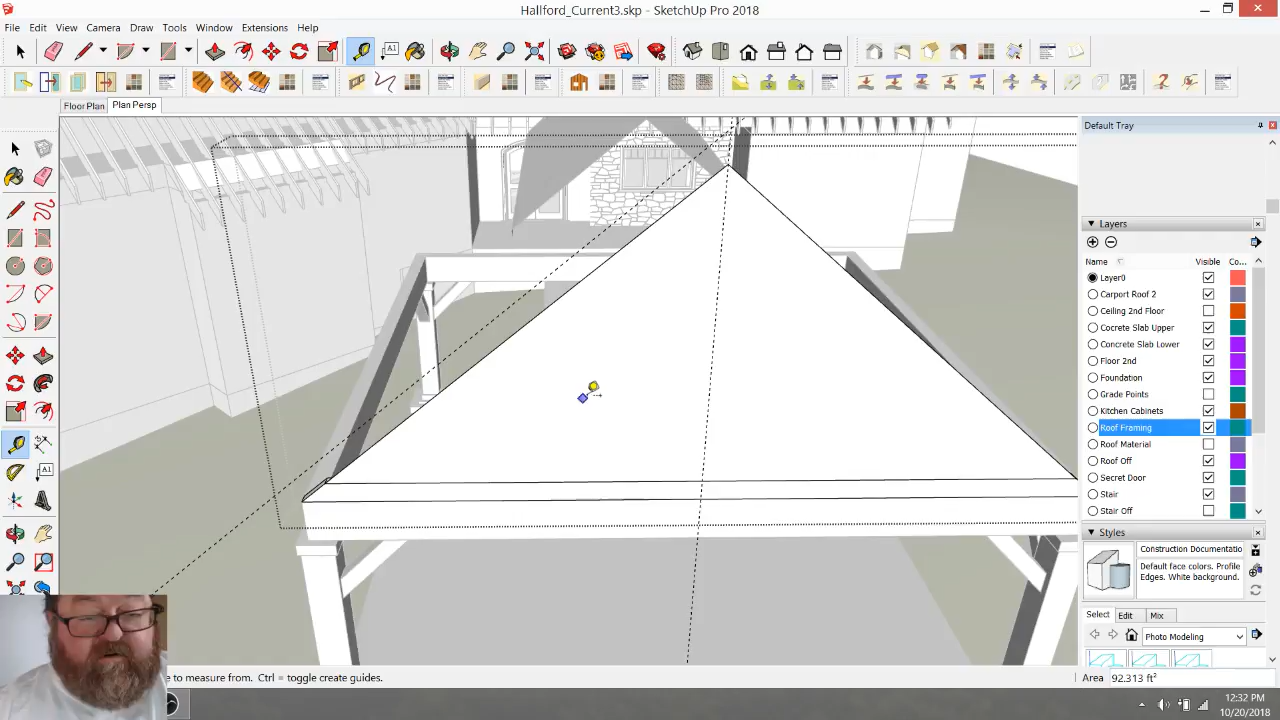 Hallford_Current3.skp - SketchUp Pro 2018
File Edit View Camera Draw Tools Window Extensions Help
A1
Floor Plan
Plan Persp
Default Tray
Layers
Name Visible Co...
Layer0
Carport Roof 2
Ceiling 2nd Floor
Cocrete Slab Upper
Concrete Slab Lower
Floor 2nd
Foundation
Grade Points
Kitchen Cabinets
Roof Framing
Roof Material
Roof Off
Secret Door
Stair
Stair Off
Styles
Construction Documentatio
Default face colors. Profile
Edges. White background.
Select Edit Mix
Photo Modeling
A1
e to measure from. Ctrl = toggle create guides.
Area 92.313 ft²
12:32 PM
10/20/2018